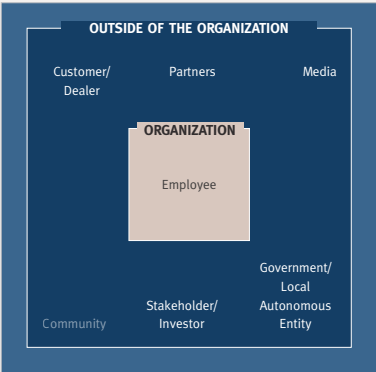 OUTSIDE OF THE ORGANIZATION
Customer/
Dealer
Partners
Media
ORGANIZATION
Employee
Community
Stakeholder/
Investor
Government/
Local
Autonomous
Entity